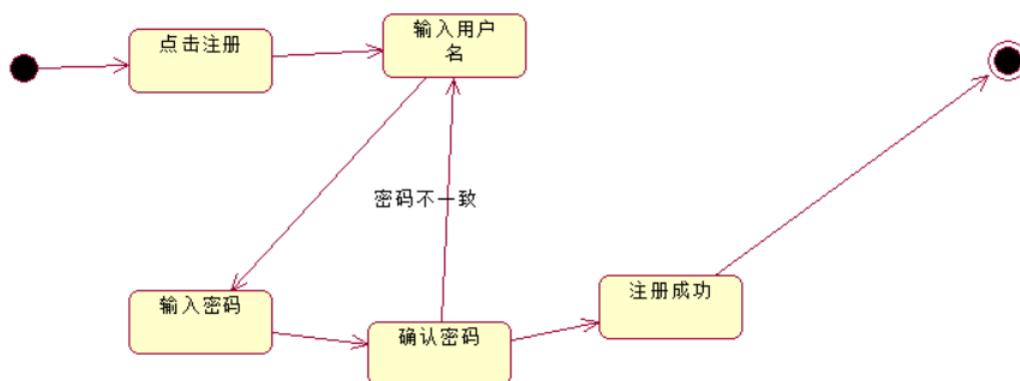 点击注册
输入用户
名
密码不一致
输入密码
确认密码
注册成功